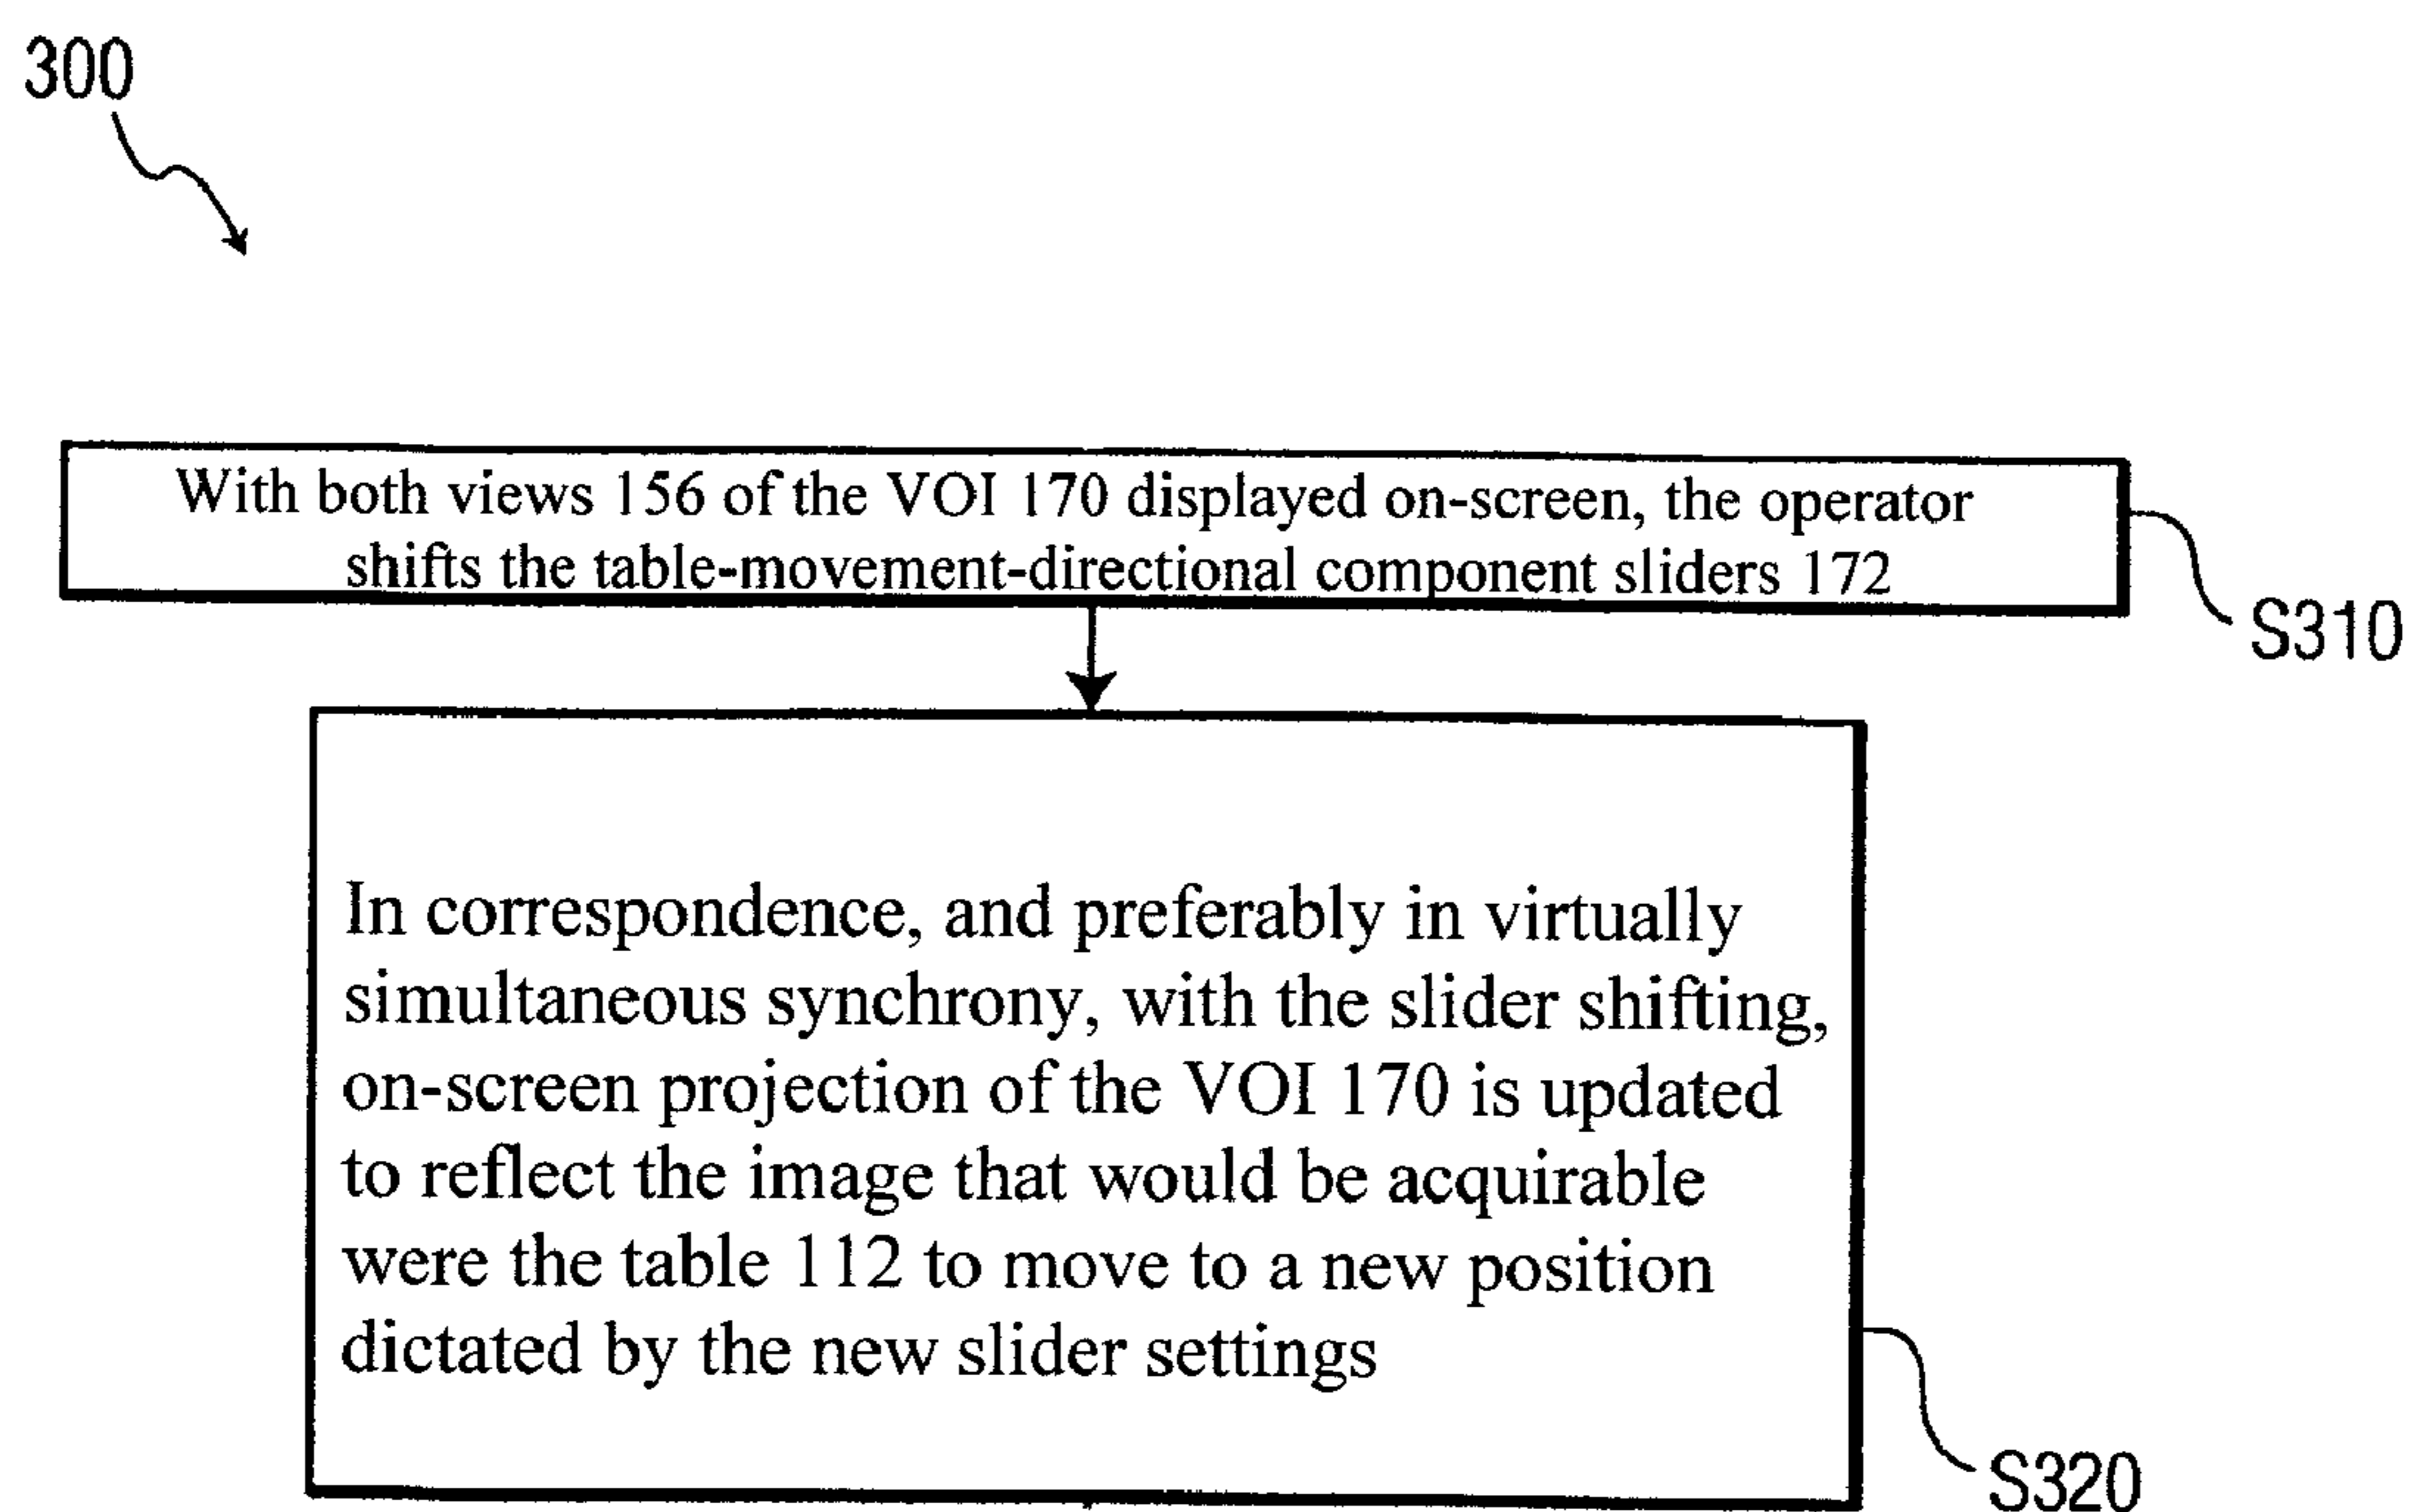 300
With both views 156 of the VOI 170 displayed on-screen, the operator
shifts the table-movement-directional component sliders 172
S310
In correspondence, and preferably in virtually
simultaneous synchrony, with the slider shifting,
on-screen projection of the VOI 170 is updated
to reflect the image that would be acquirable
were the table 112 to move to a new position
dictated by the new slider settings
S320